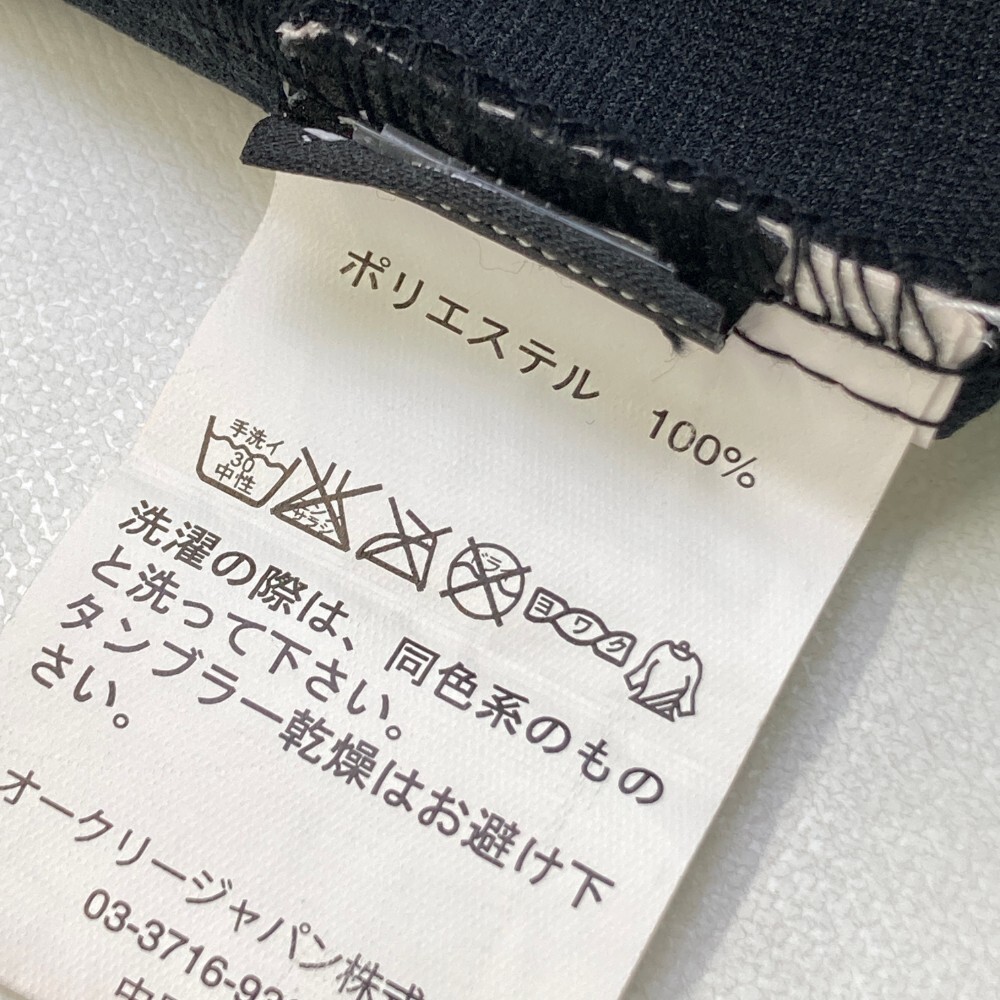 ポリエステル 100%
手洗イ
30
中性
エンソ
サラシ
ドライ
ヨワク
洗濯の際は、同色系のもの
と洗って下さい。
タンブラー乾燥はお避け下
さい。
オークリージャパン株式
03-3716-93